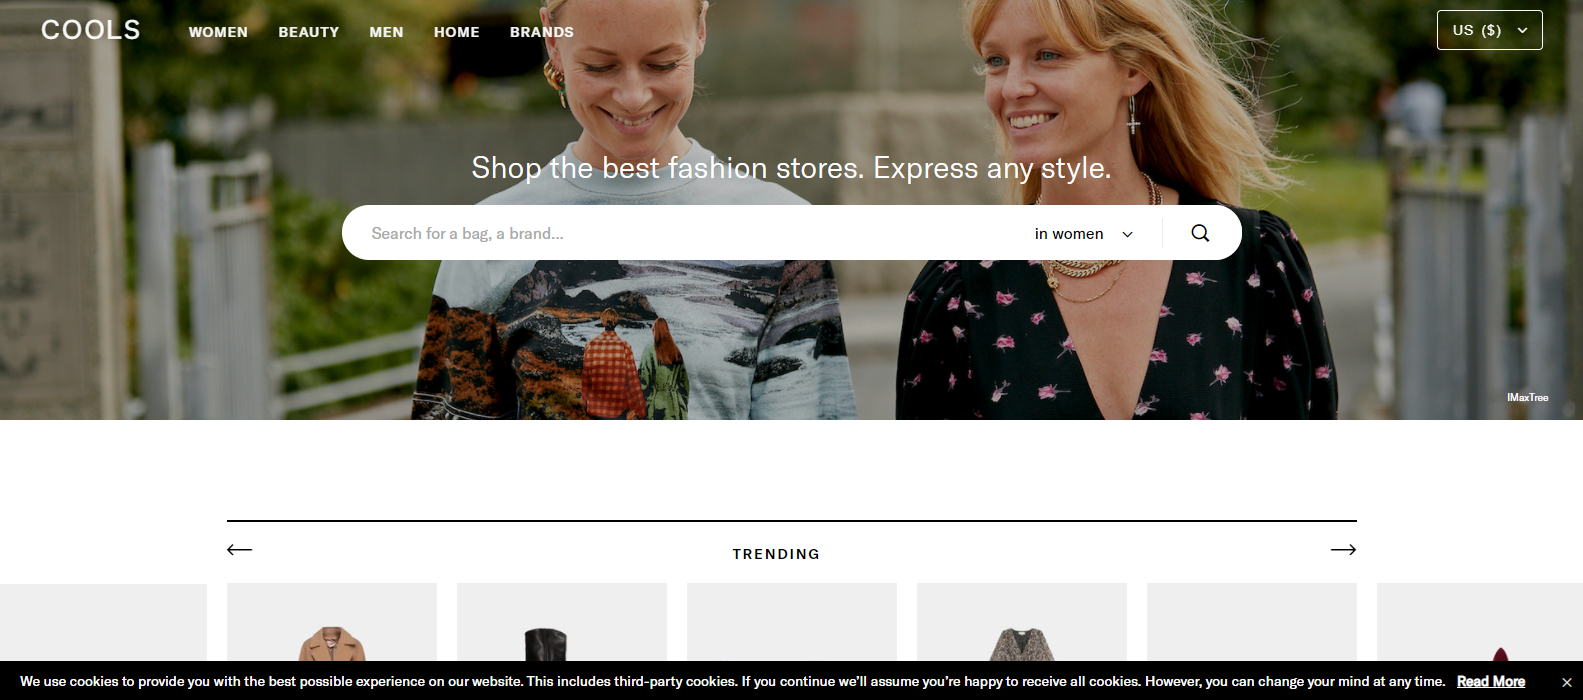 COOLS
WOMEN BEAUTY MEN HOME BRANDS
US ($)
Shop the best fashion stores. Express any style.
Search for a bag, a brand...
in women
IMaxTree
TRENDING
We use cookies to provide you with the best possible experience on our website. This includes third-party cookies. If you continue we'll assume you're happy to receive all cookies. However, you can change your mind at any time. Read More